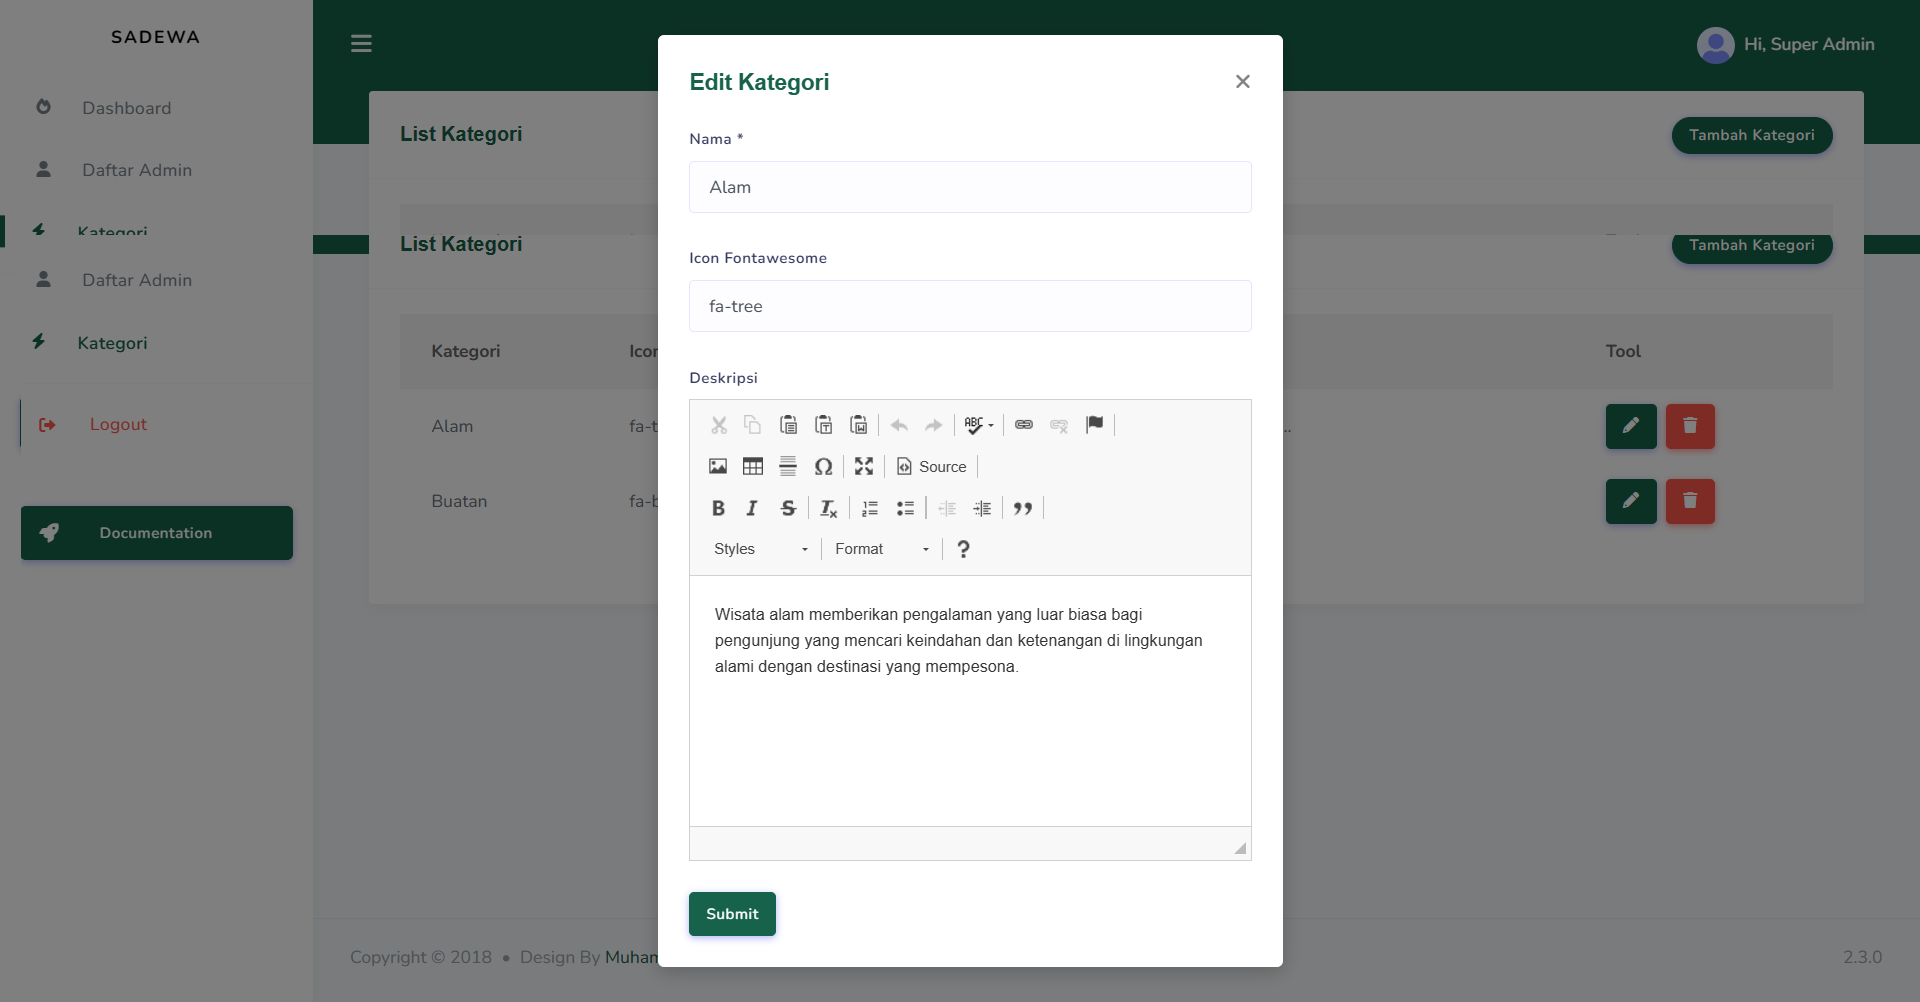 SADEWA
Dashboard
Daftar Admin
Kategori
Daftar Admin
Kategori
Logout
Documentation
Hi, Super Admin
List Kategori
Tambah Kategori
List Kategori
Tambah Kategori
Kategori
Tool
Alam
fa-t
...
Buatan
fa-b
Edit Kategori
×
Nama *
Alam
Icon Fontawesome
fa-tree
Deskripsi
ABC
Source
B I S Tx
Styles Format ?
Wisata alam memberikan pengalaman yang luar biasa bagi
pengunjung yang mencari keindahan dan ketenangan di lingkungan
alami dengan destinasi yang mempesona.
Submit
Copyright © 2018 • Design By Muhan
2.3.0